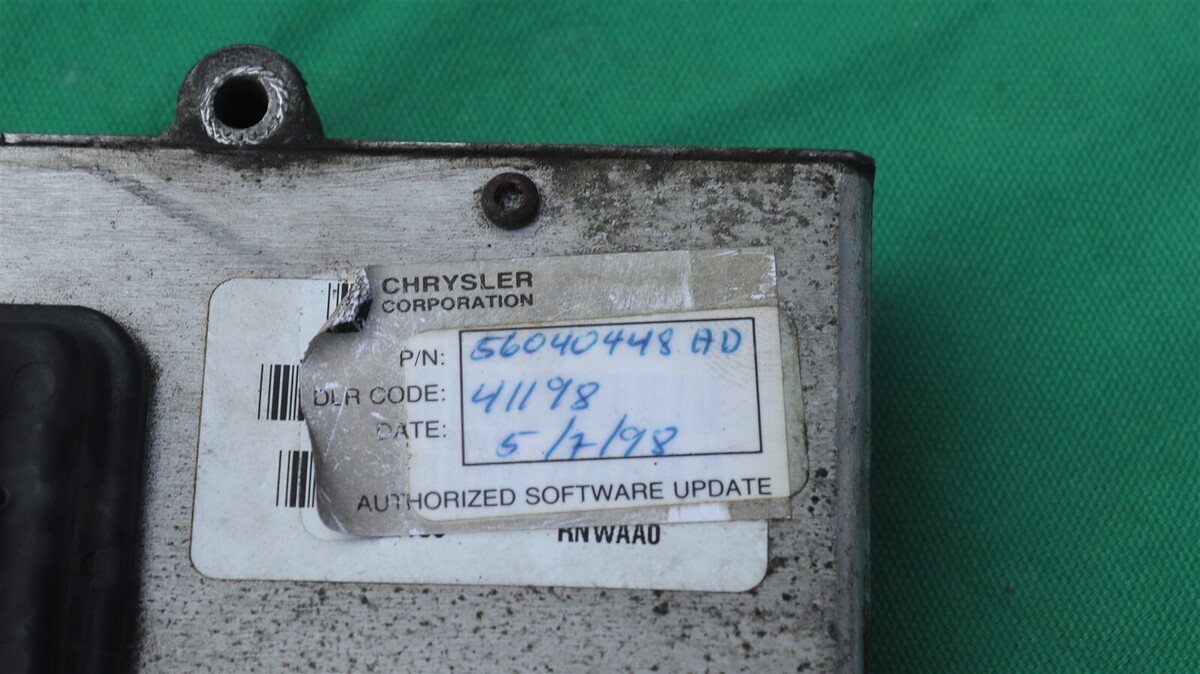 CHRYSLER
CORPORATION
P/N: 56040448 AD
DLR CODE: 41198
DATE: 5/7/98
AUTHORIZED SOFTWARE UPDATE
RNWAA0